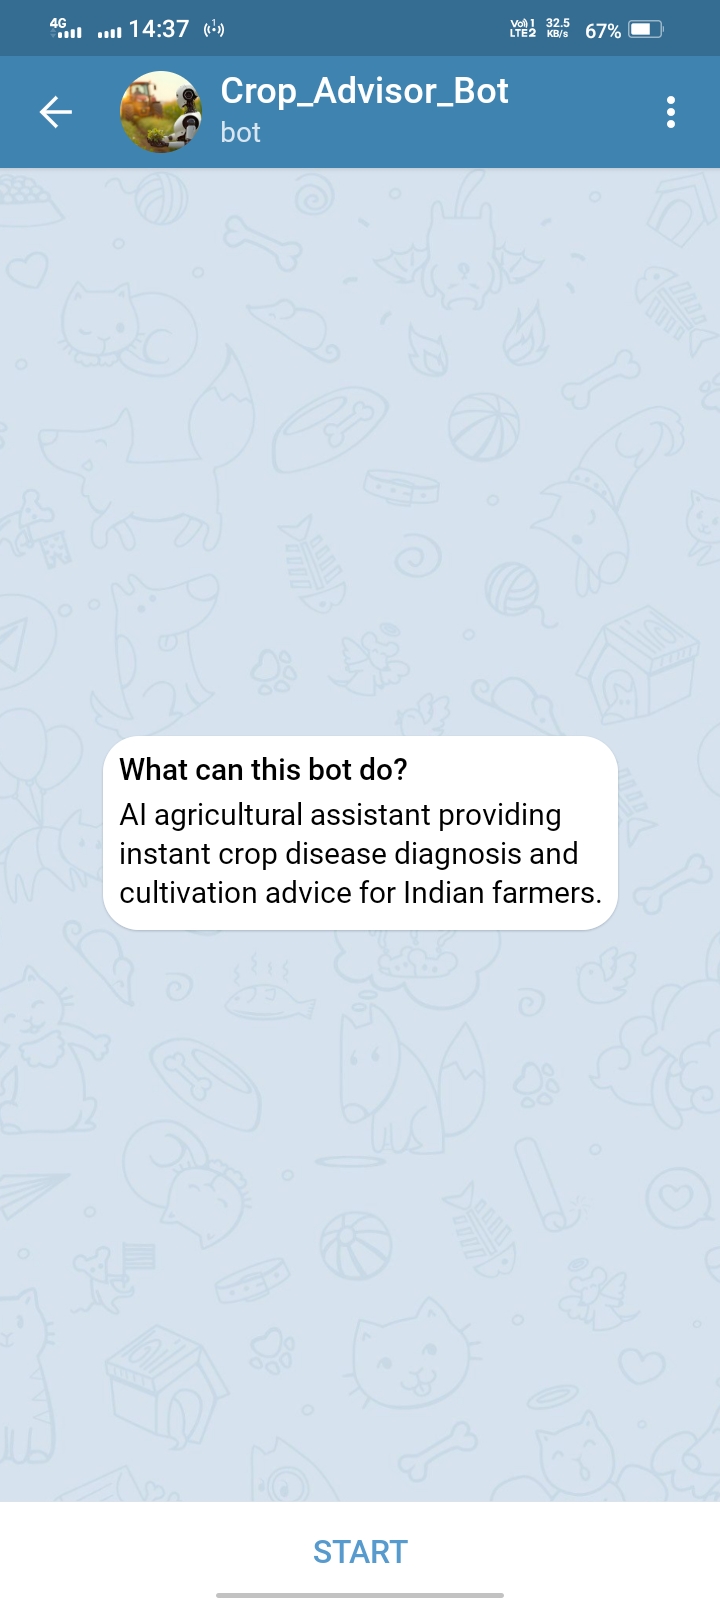 4G 14:37 Vo)) 1 LTE2 32.5 KB/s 67%
Crop_Advisor_Bot
bot
What can this bot do?
AI agricultural assistant providing
instant crop disease diagnosis and
cultivation advice for Indian farmers.
START